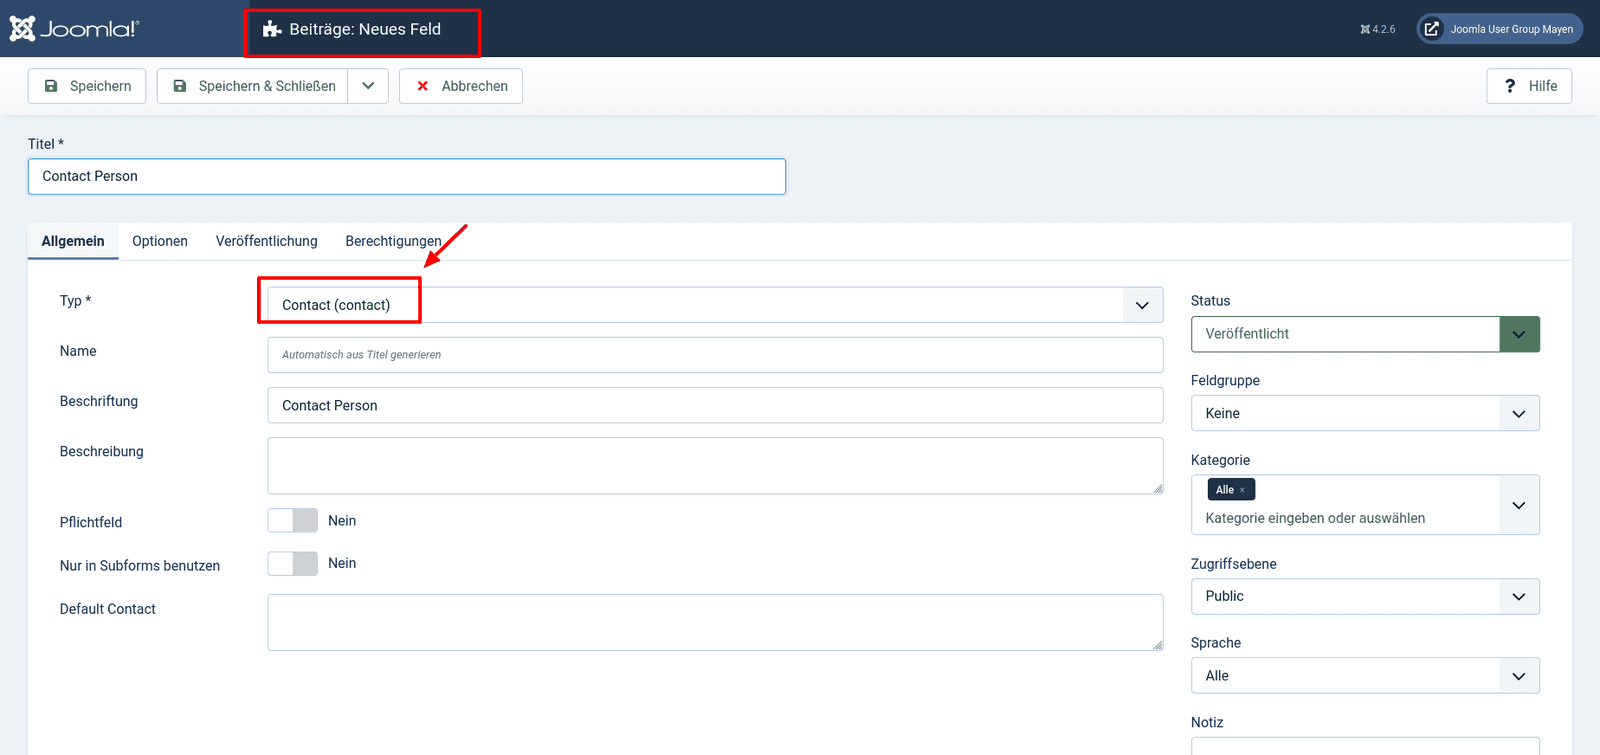 Joomla!®
Beiträge: Neues Feld
4.2.6
Joomla User Group Mayen
Speichern
Speichern & Schließen
Abbrechen
? Hilfe
Titel *
Contact Person
Allgemein
Optionen
Veröffentlichung
Berechtigungen
Typ *
Contact (contact)
Name
Automatisch aus Titel generieren
Beschriftung
Contact Person
Beschreibung
Pflichtfeld
Nein
Nur in Subforms benutzen
Nein
Default Contact
Status
Veröffentlicht
Feldgruppe
Keine
Kategorie
Alle ×
Kategorie eingeben oder auswählen
Zugriffsebene
Public
Sprache
Alle
Notiz